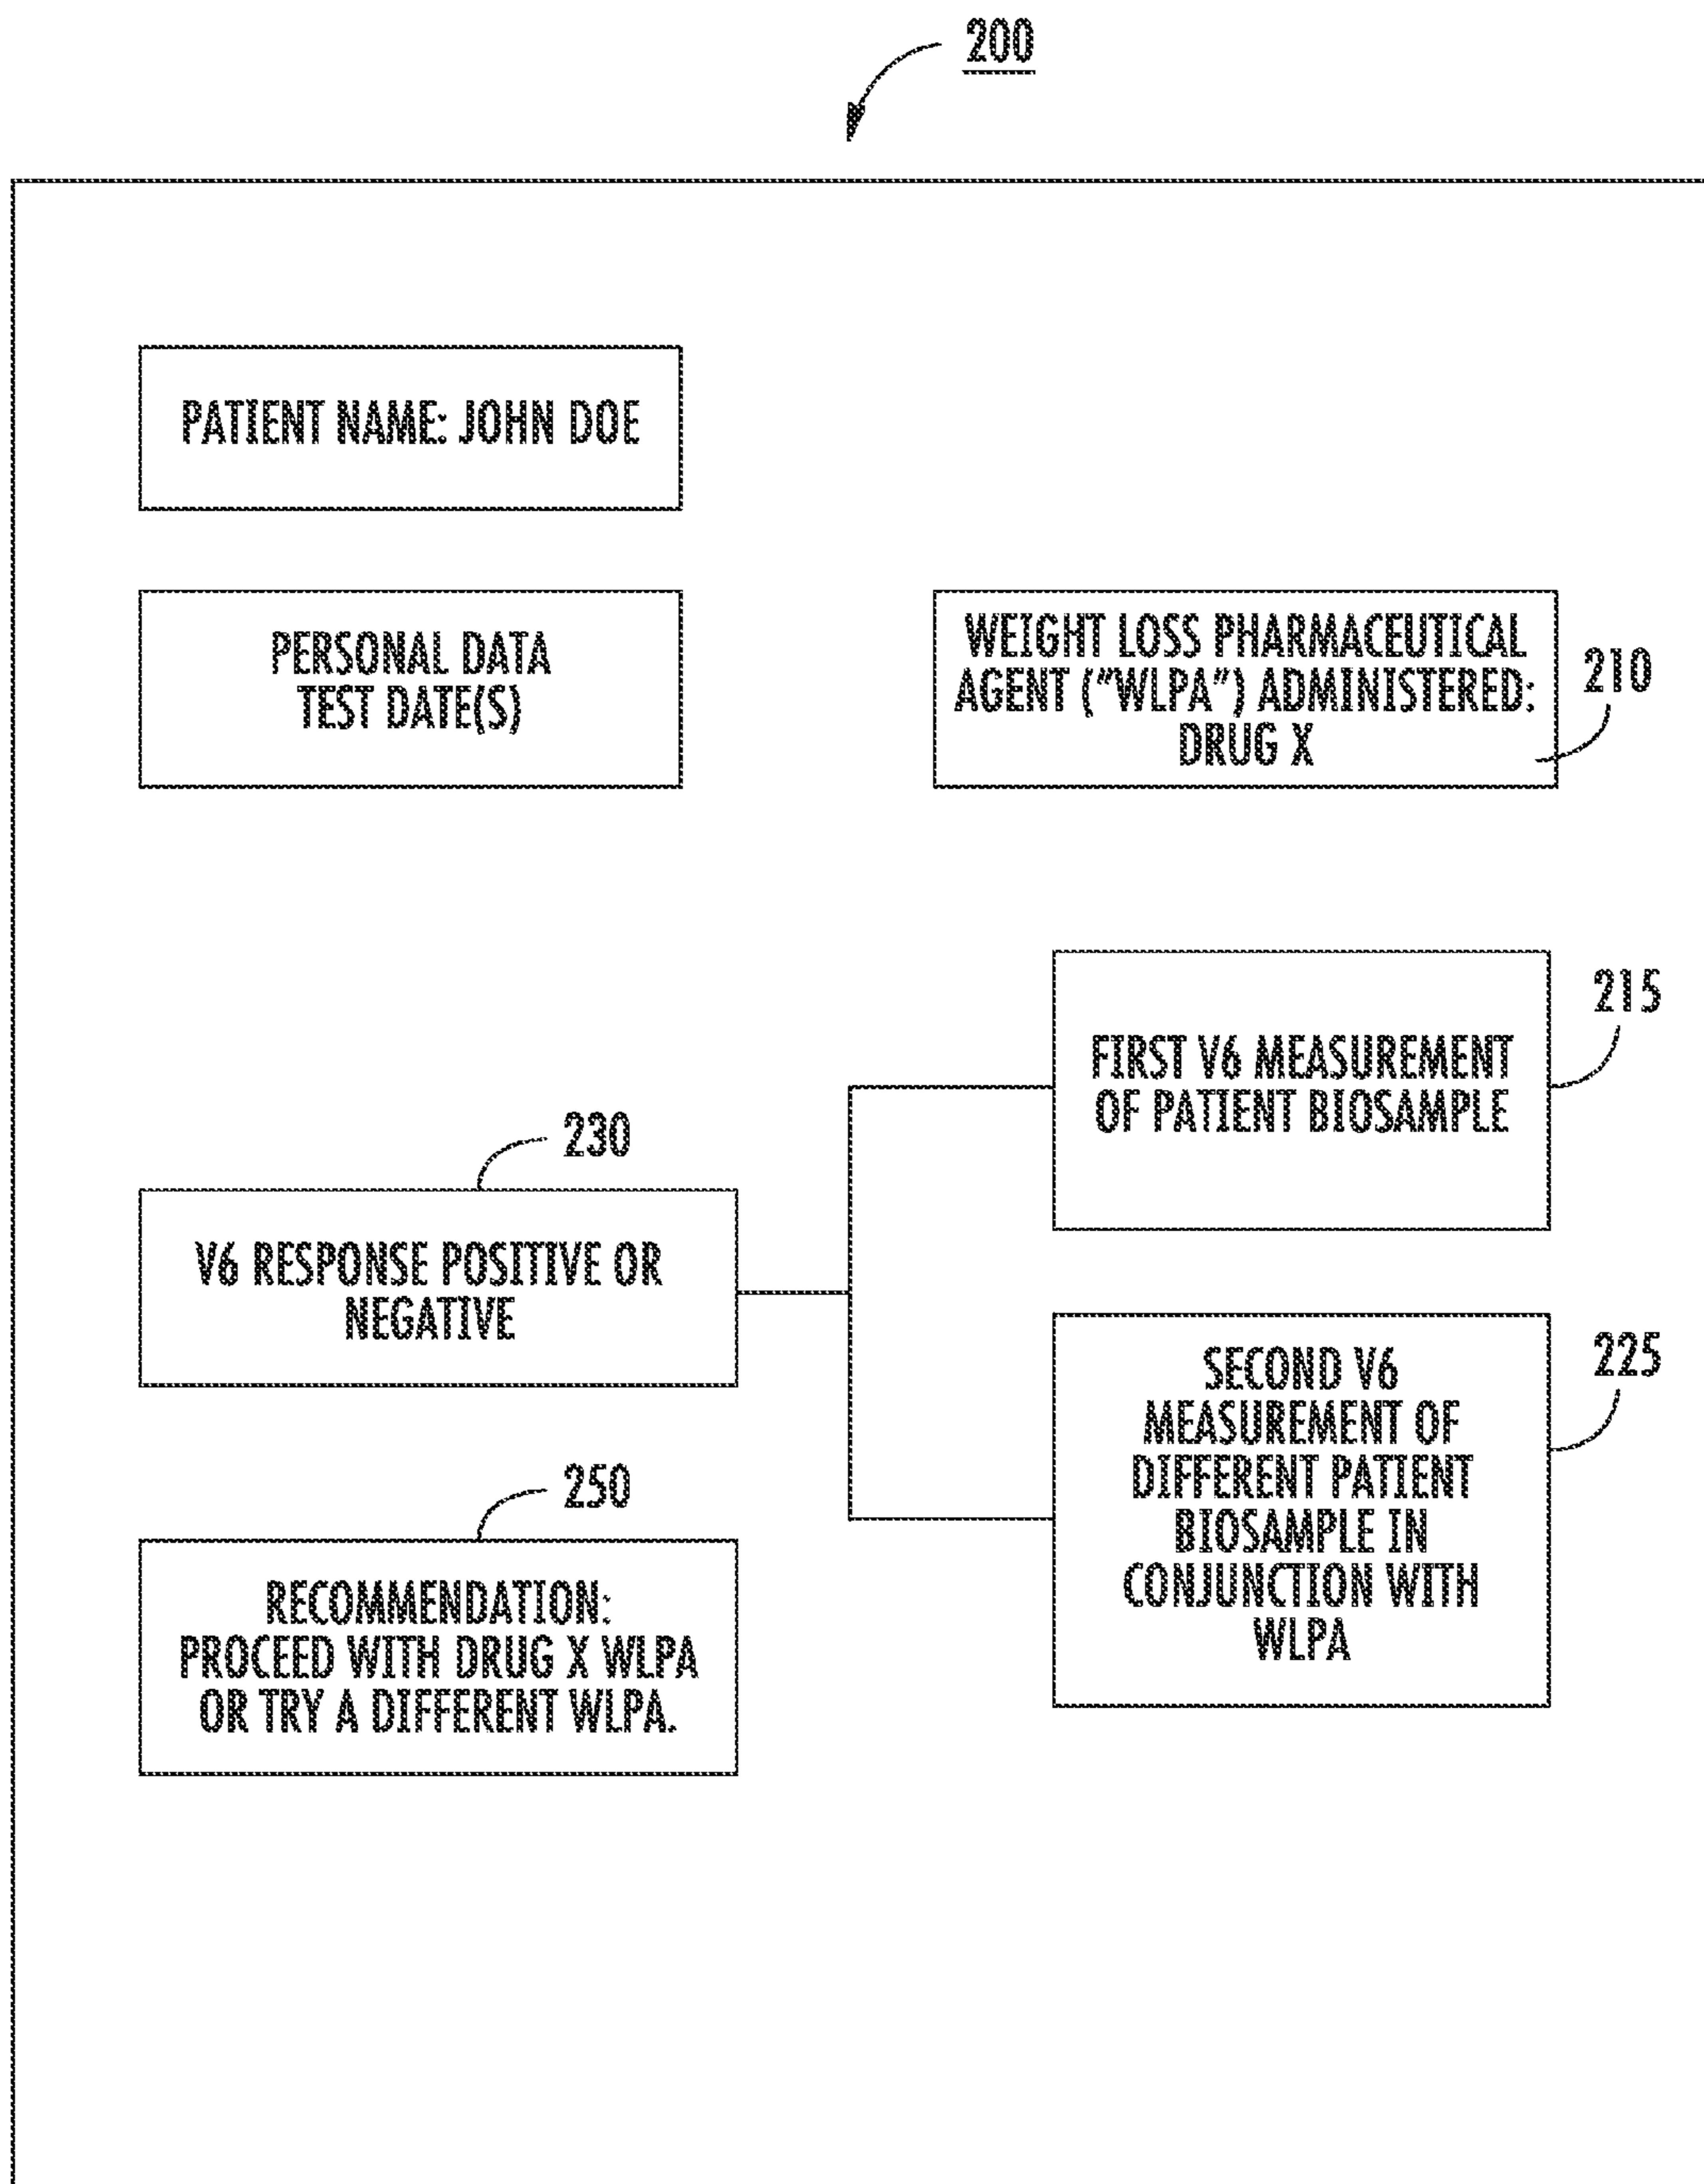 200
PATIENT NAME: JOHN DOE
PERSONAL DATA
TEST DATE(S)
WEIGHT LOSS PHARMACEUTICAL
AGENT ("WLPA") ADMINISTERED:
DRUG X
210
FIRST V6 MEASUREMENT
OF PATIENT BIOSAMPLE
215
230
V6 RESPONSE POSITIVE OR
NEGATIVE
SECOND V6
MEASUREMENT OF
DIFFERENT PATIENT
BIOSAMPLE IN
CONJUNCTION WITH
WLPA
225
250
RECOMMENDATION:
PROCEED WITH DRUG X WLPA
OR TRY A DIFFERENT WLPA.